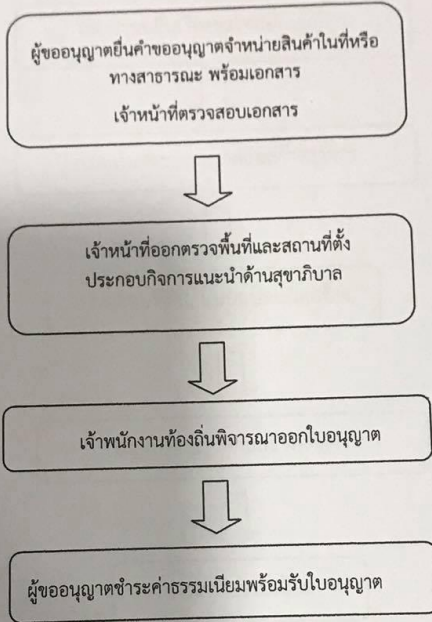 ผู้ขออนุญาตยื่นคำขออนุญาตจำหน่ายสินค้าในที่หรือ
ทางสาธารณะ พร้อมเอกสาร
เจ้าหน้าที่ตรวจสอบเอกสาร
เจ้าหน้าที่ออกตรวจพื้นที่และสถานที่ตั้ง
ประกอบกิจการแนะนำด้านสุขาภิบาล
เจ้าพนักงานท้องถิ่นพิจารณาออกใบอนุญาต
ผู้ขออนุญาตชำระค่าธรรมเนียมพร้อมรับใบอนุญาต